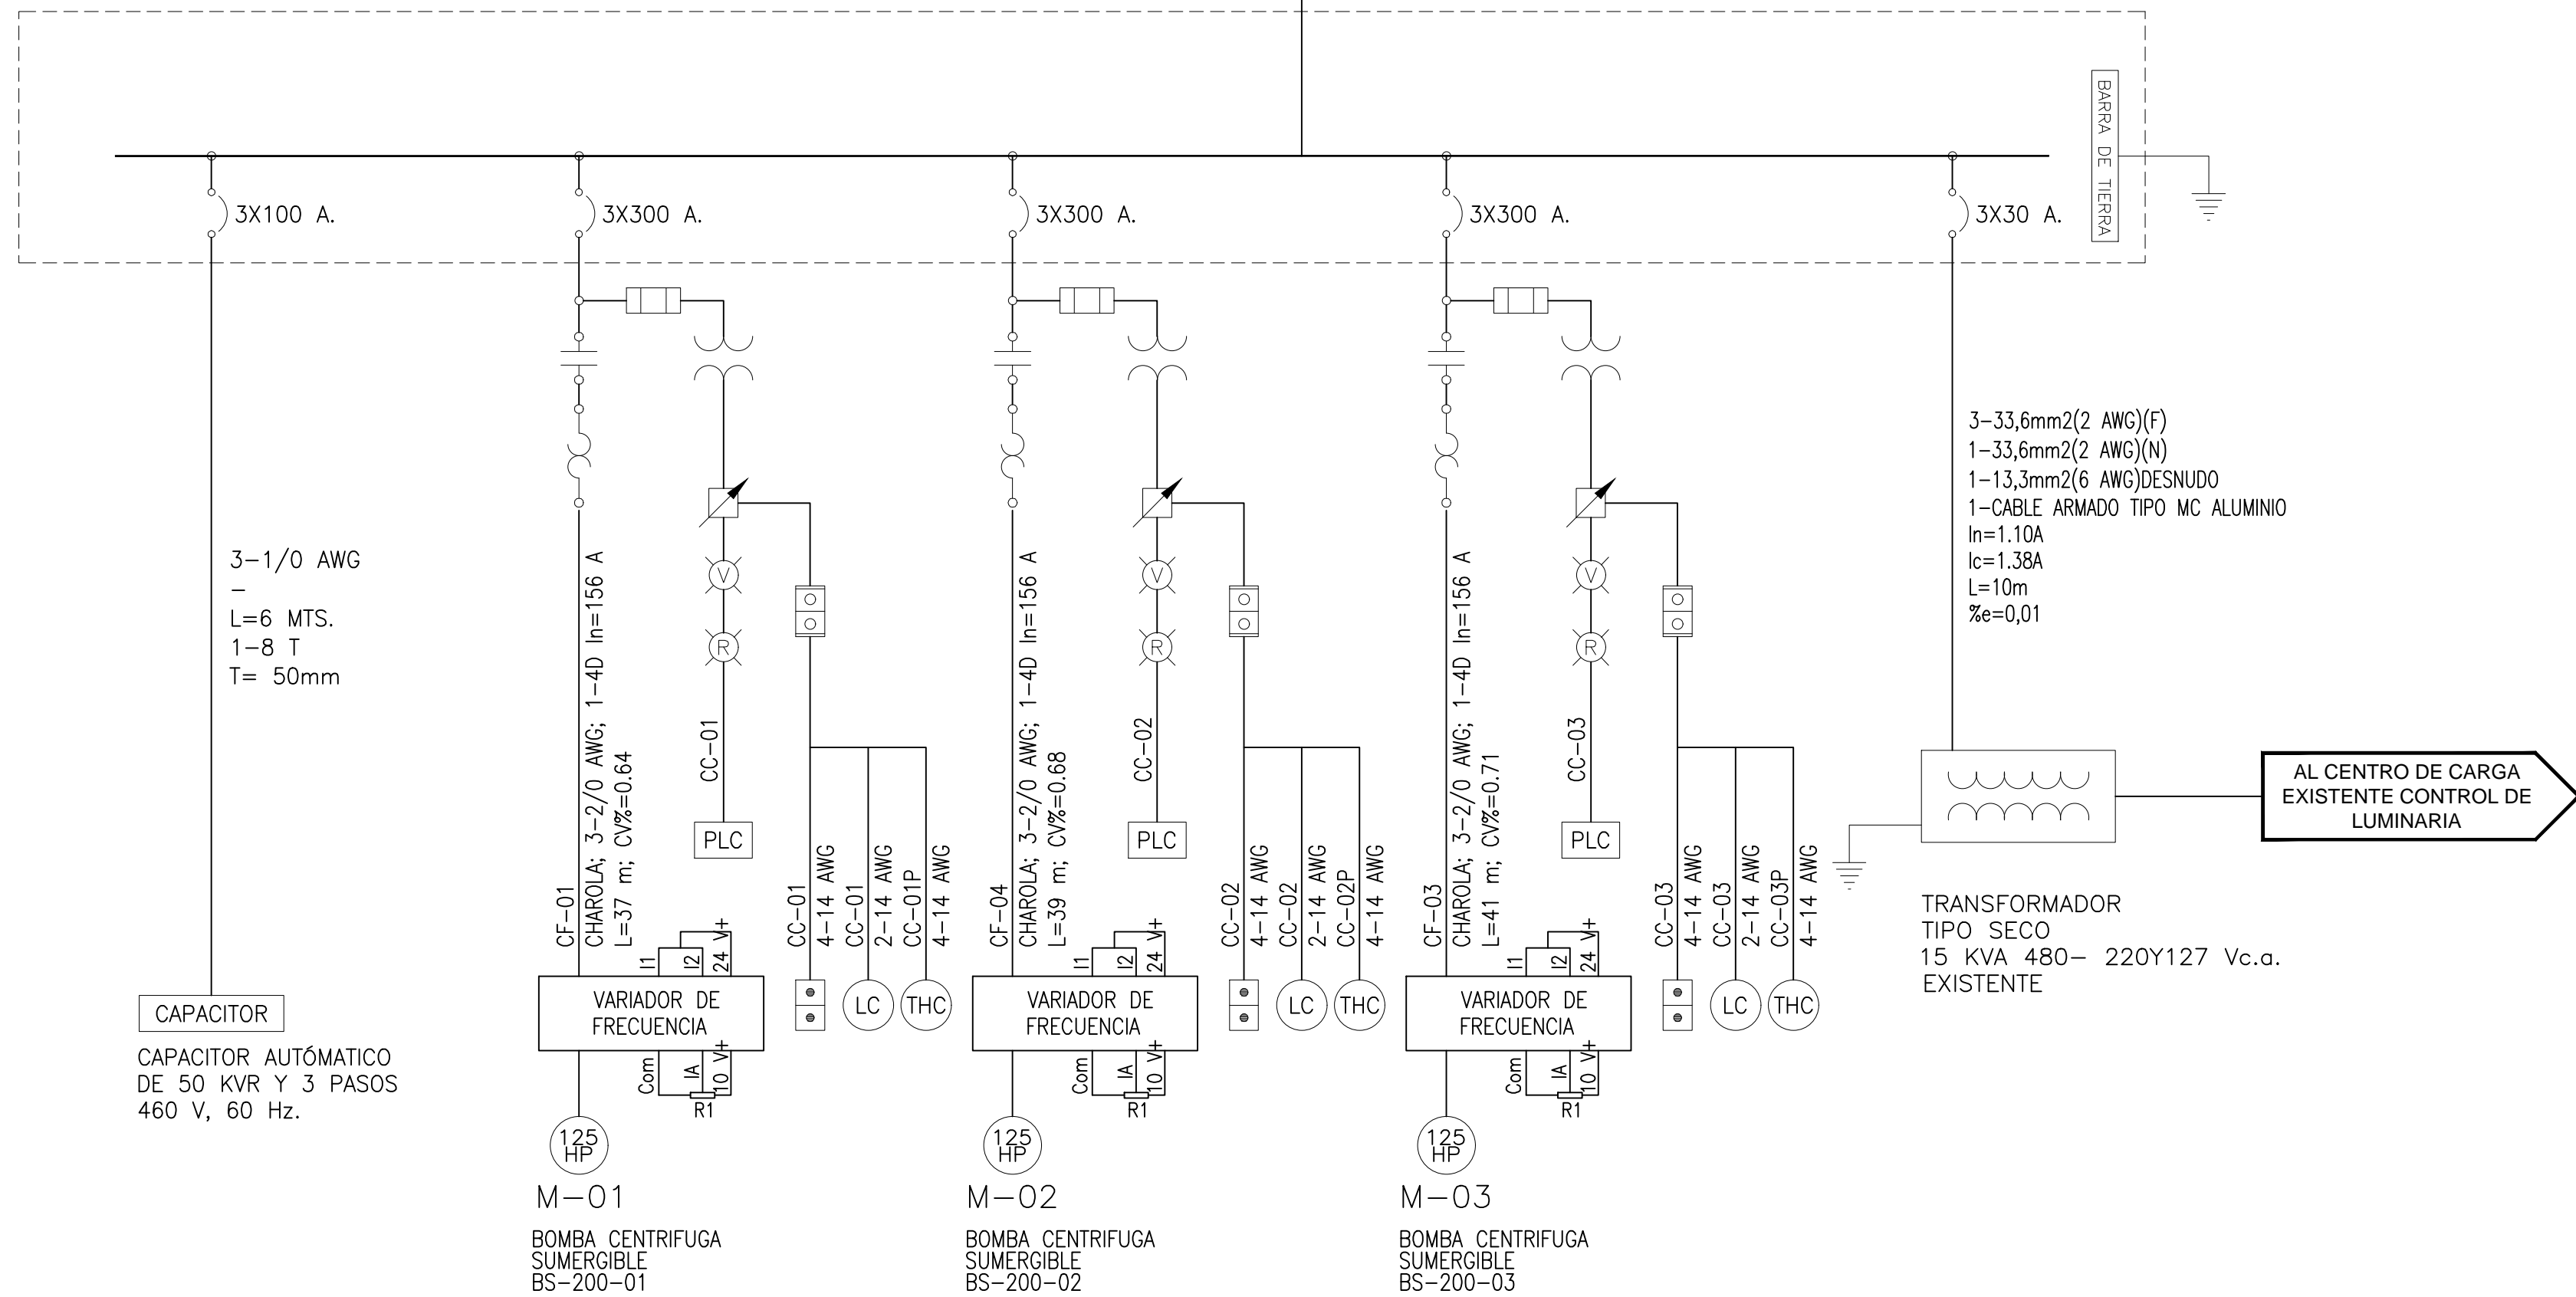 BARRA DE TIERRA
3X100 A.
3X300 A.
3X300 A.
3X300 A.
3X30 A.
3-1/0 AWG
-
L=6 MTS.
1-8 T
T= 50mm
CAPACITOR
CAPACITOR AUTÓMATICO
DE 50 KVR Y 3 PASOS
460 V, 60 Hz.
CF-01
CHAROLA; 3-2/0 AWG; 1-4D In=156 A
L=37 m; CV%=0.64
V
R
CC-01
PLC
CC-01
4-14 AWG
CC-01
2-14 AWG
CC-01P
4-14 AWG
I1
I2
24 V+
VARIADOR DE
FRECUENCIA
LC
THC
Com
IA
10 V+
R1
125
HP
M-01
BOMBA CENTRIFUGA
SUMERGIBLE
BS-200-01
CF-04
CHAROLA; 3-2/0 AWG; 1-4D In=156 A
L=39 m; CV%=0.68
V
R
CC-02
PLC
CC-02
4-14 AWG
CC-02
2-14 AWG
CC-02P
4-14 AWG
I1
I2
24 V+
VARIADOR DE
FRECUENCIA
LC
THC
Com
IA
10 V+
R1
125
HP
M-02
BOMBA CENTRIFUGA
SUMERGIBLE
BS-200-02
CF-03
CHAROLA; 3-2/0 AWG; 1-4D In=156 A
L=41 m; CV%=0.71
V
R
CC-03
PLC
CC-03
4-14 AWG
CC-03
2-14 AWG
CC-03P
4-14 AWG
I1
I2
24 V+
VARIADOR DE
FRECUENCIA
LC
THC
Com
IA
10 V+
R1
125
HP
M-03
BOMBA CENTRIFUGA
SUMERGIBLE
BS-200-03
3-33,6mm2(2 AWG)(F)
1-33,6mm2(2 AWG)(N)
1-13,3mm2(6 AWG)DESNUDO
1-CABLE ARMADO TIPO MC ALUMINIO
In=1.10A
Ic=1.38A
L=10m
%e=0,01
AL CENTRO DE CARGA
EXISTENTE CONTROL DE
LUMINARIA
TRANSFORMADOR
TIPO SECO
15 KVA 480- 220Y127 Vc.a.
EXISTENTE